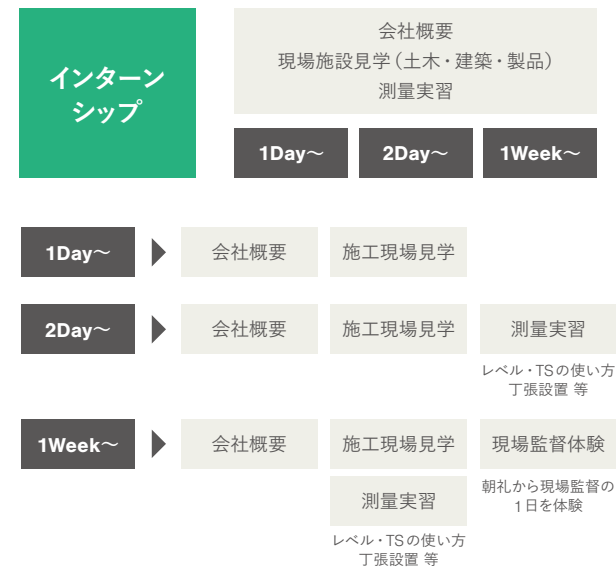 インターン
シップ
会社概要
現場施設見学（土木・建築・製品）
測量実習
1Day〜
2Day〜
1Week〜
1Day〜
会社概要
施工現場見学
2Day〜
会社概要
施工現場見学
測量実習
レベル・TSの使い方
丁張設置 等
1Week〜
会社概要
施工現場見学
現場監督体験
朝礼から現場監督の
1日を体験
測量実習
レベル・TSの使い方
丁張設置 等